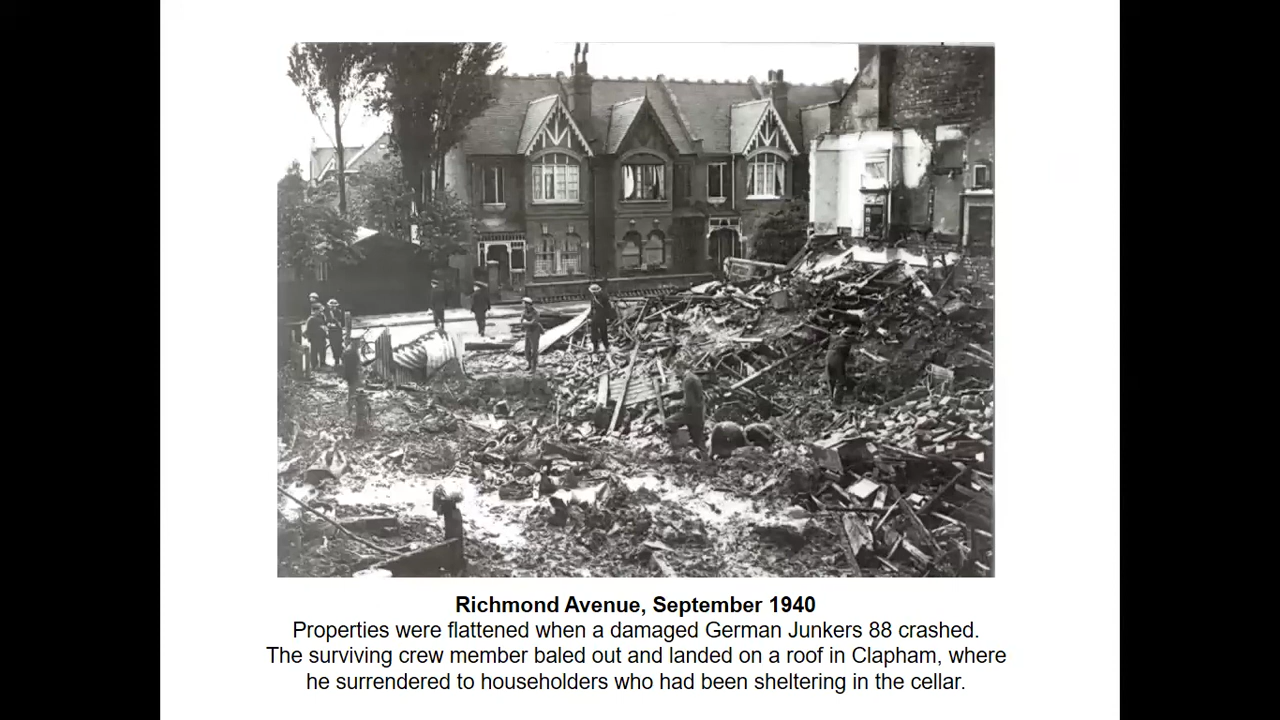 Richmond Avenue, September 1940
Properties were flattened when a damaged German Junkers 88 crashed.
The surviving crew member baled out and landed on a roof in Clapham, where
he surrendered to householders who had been sheltering in the cellar.